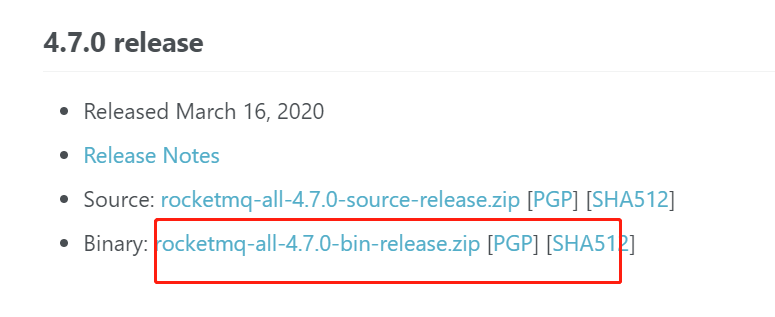 4.7.0 release
Released March 16, 2020
Release Notes
Source: rocketmq-all-4.7.0-source-release.zip [PGP] [SHA512]
Binary: rocketmq-all-4.7.0-bin-release.zip [PGP] [SHA512]